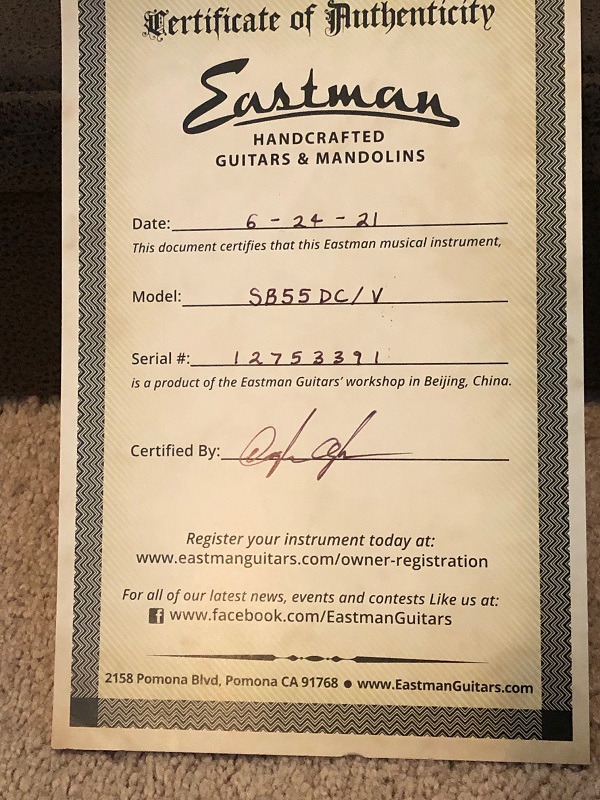 Certificate of Authenticity
Eastman
HANDCRAFTED
GUITARS & MANDOLINS
Date: 6 - 24 - 21
This document certifies that this Eastman musical instrument,
Model: SB55 DC/V
Serial #: 12753391
is a product of the Eastman Guitars' workshop in Beijing, China.
Certified By:
Register your instrument today at:
www.eastmanguitars.com/owner-registration
For all of our latest news, events and contests Like us at:
f www.facebook.com/EastmanGuitars
2158 Pomona Blvd, Pomona CA 91768 ● www.EastmanGuitars.com